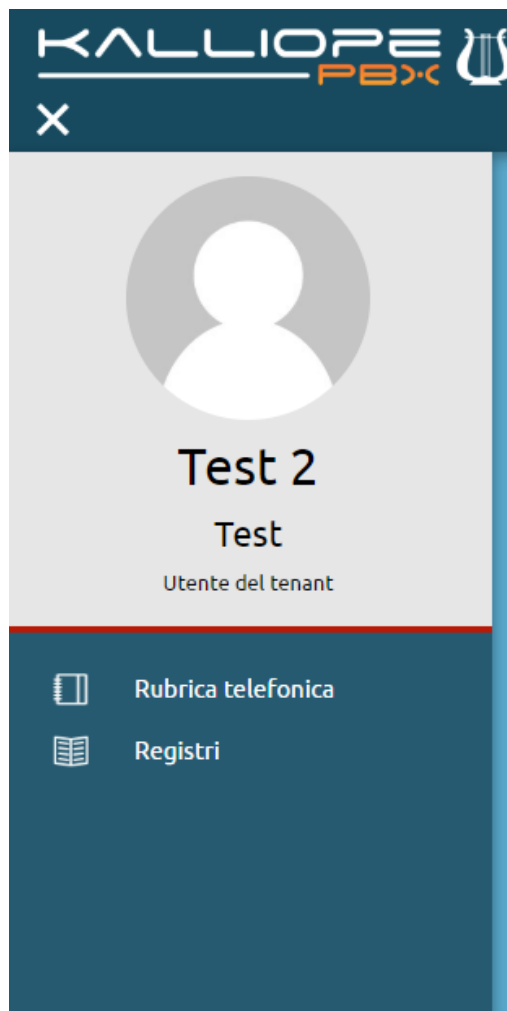 KALLIOPE
PBX
Test 2
Test
Utente del tenant
Rubrica telefonica
Registri